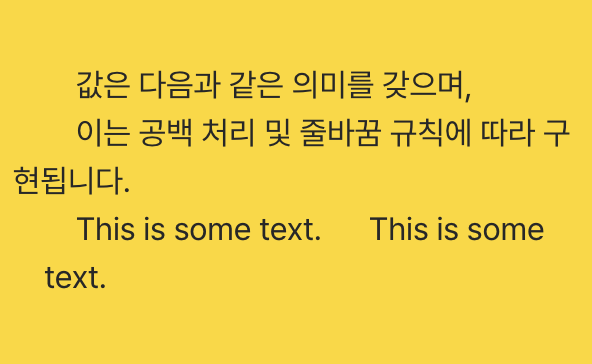 값은 다음과 같은 의미를 갖으며,
이는 공백 처리 및 줄바꿈 규칙에 따라 구
현됩니다.
This is some text.      This is some
text.